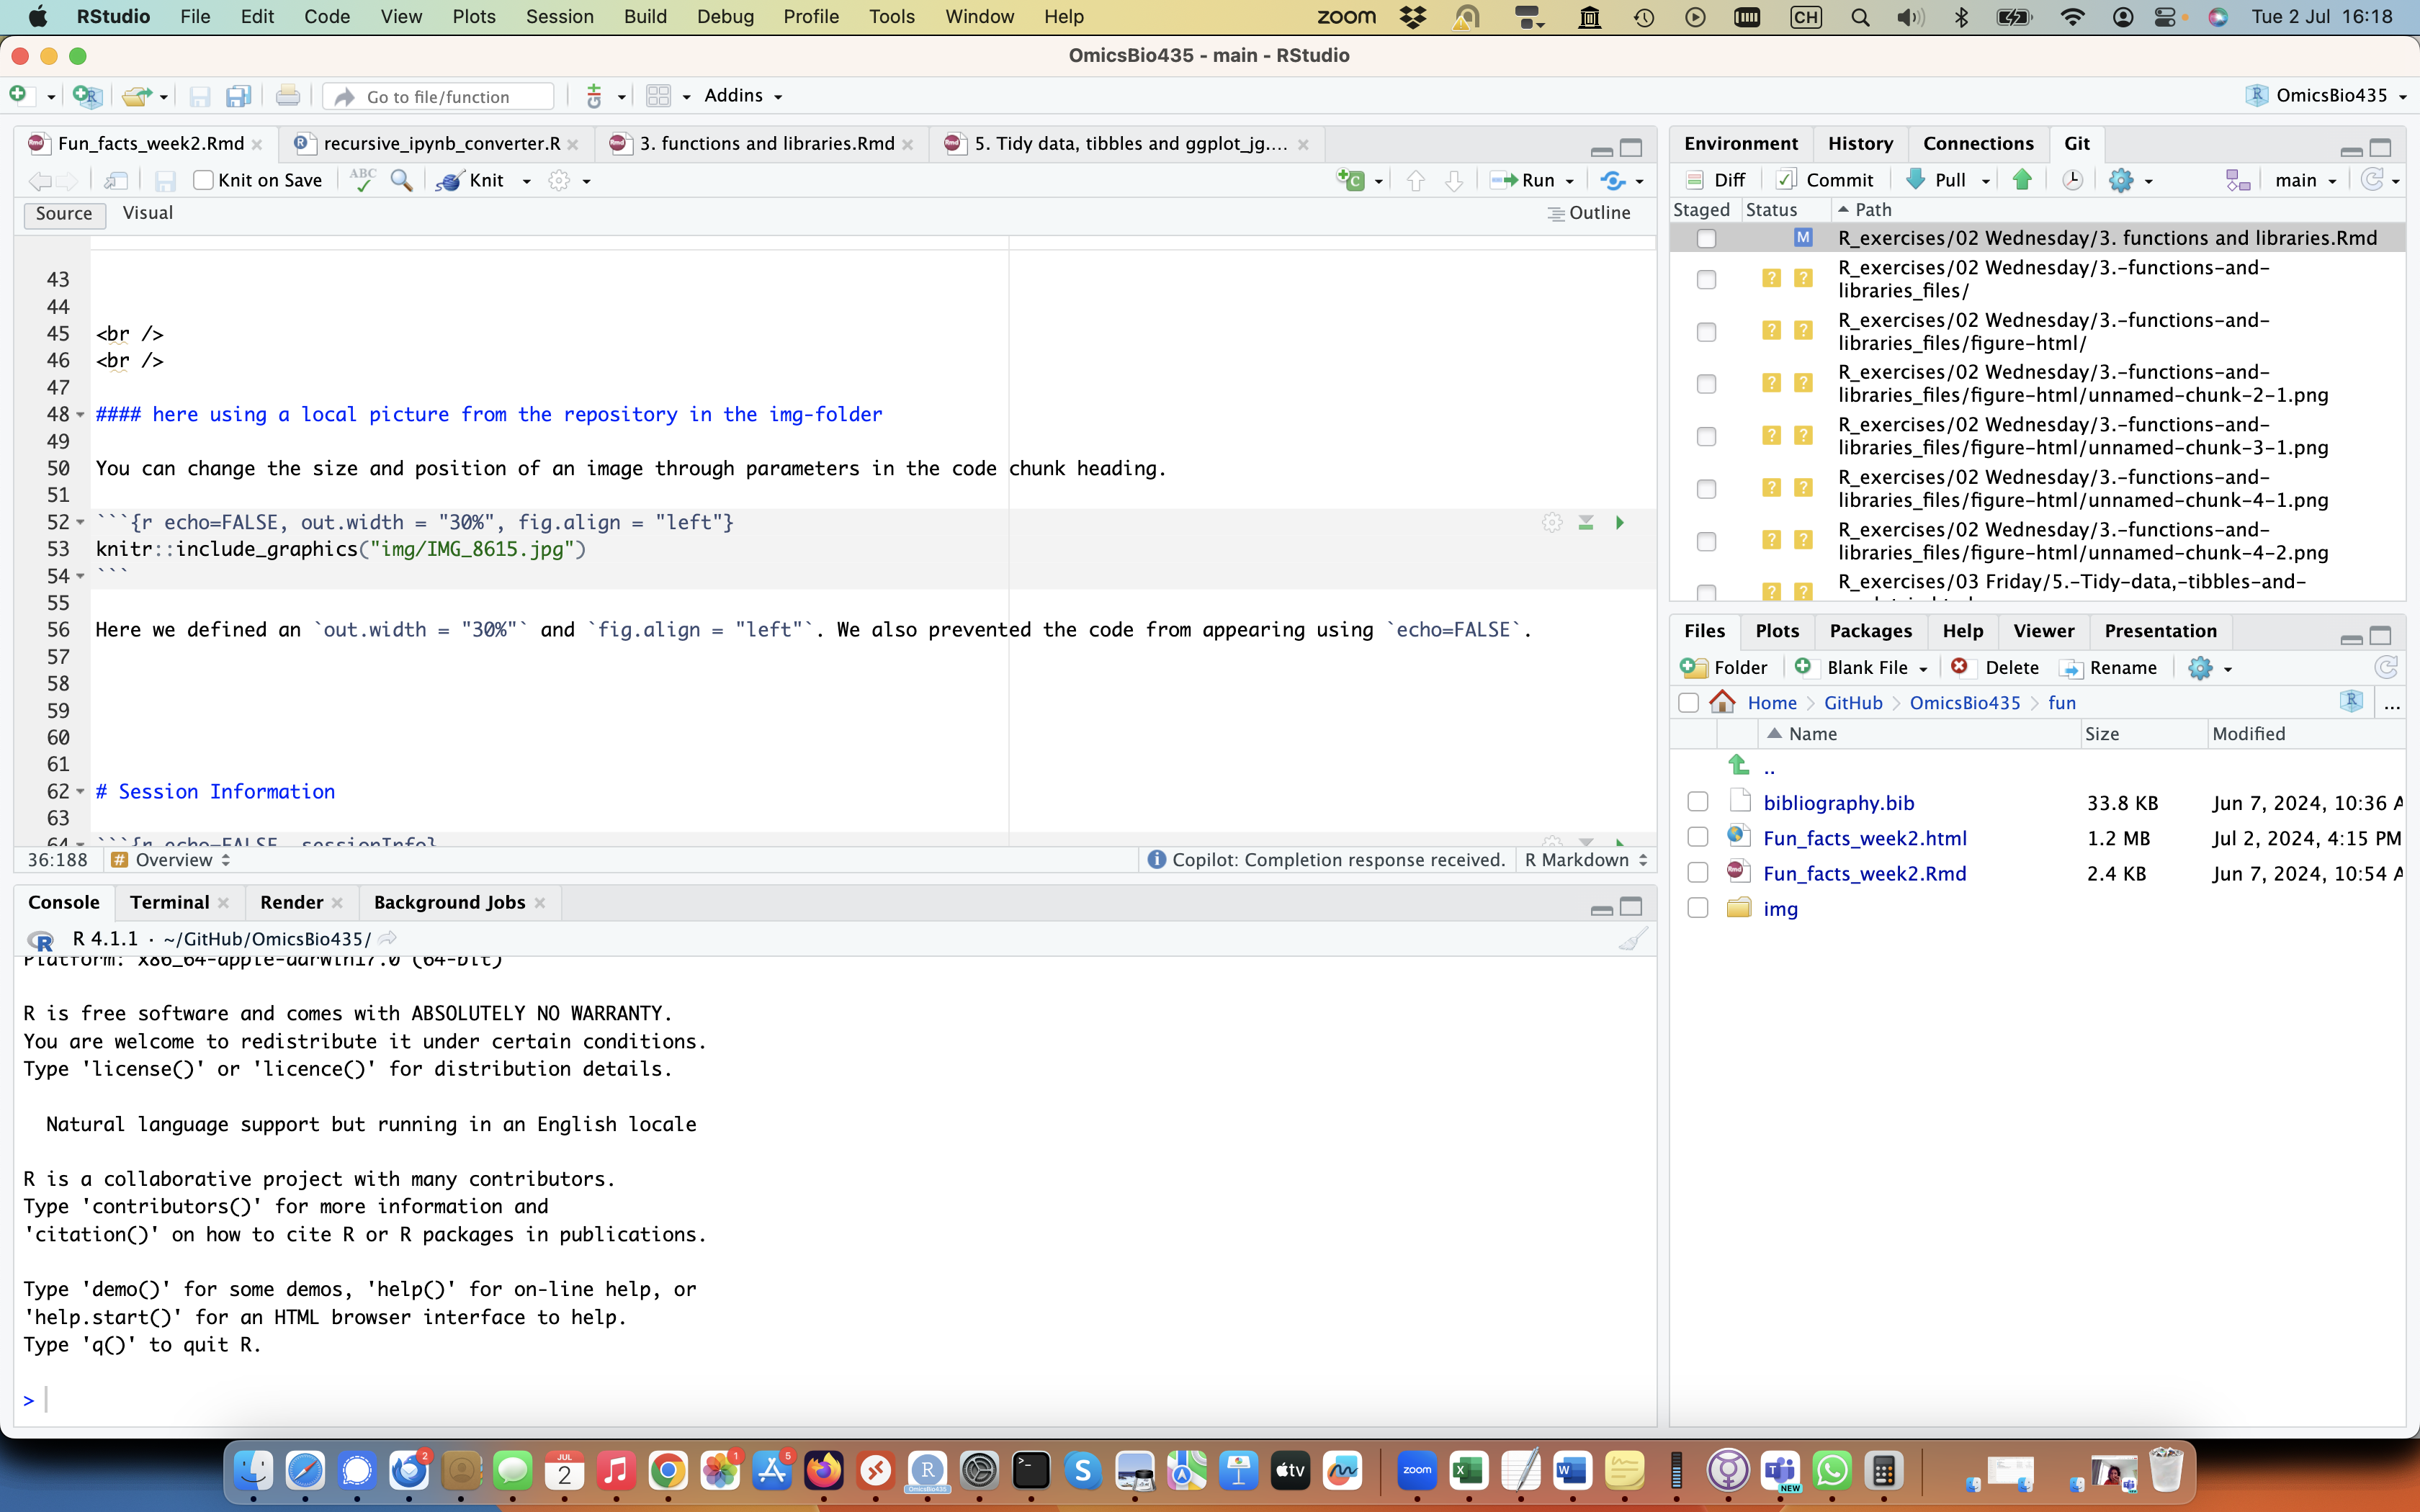 RStudio File Edit Code View Plots Session Build Debug Profile Tools Window Help zoom CH Tue 2 Jul 16:18
OmicsBio435 - main - RStudio
Go to file/function Addins OmicsBio435
Fun_facts_week2.Rmd recursive_ipynb_converter.R 3. functions and libraries.Rmd 5. Tidy data, tibbles and ggplot_jg....
Knit on Save ABC Knit Run
Source Visual Outline
43
44
45 <br />
46 <br />
47
48 #### here using a local picture from the repository in the img-folder
49
50 You can change the size and position of an image through parameters in the code chunk heading.
51
52 ```{r echo=FALSE, out.width = "30%", fig.align = "left"}
53 knitr::include_graphics("img/IMG_8615.jpg")
54 ```
55
56 Here we defined an `out.width = "30%"` and `fig.align = "left"`. We also prevented the code from appearing using `echo=FALSE`.
57
58
59
60
61
62 # Session Information
63
64 ```{r echo=FALSE, sessionInfo}
36:188 # Overview Copilot: Completion response received. R Markdown
Console Terminal Render Background Jobs
R 4.1.1 · ~/GitHub/OmicsBio435/
Platform: x86_64-apple-darwin17.0 (64-bit)
R is free software and comes with ABSOLUTELY NO WARRANTY.
You are welcome to redistribute it under certain conditions.
Type 'license()' or 'licence()' for distribution details.
Natural language support but running in an English locale
R is a collaborative project with many contributors.
Type 'contributors()' for more information and
'citation()' on how to cite R or R packages in publications.
Type 'demo()' for some demos, 'help()' for on-line help, or
'help.start()' for an HTML browser interface to help.
Type 'q()' to quit R.
>
Environment History Connections Git
Diff Commit Pull main
Staged Status Path
M R_exercises/02 Wednesday/3. functions and libraries.Rmd
? ? R_exercises/02 Wednesday/3.-functions-and-
libraries_files/
? ? R_exercises/02 Wednesday/3.-functions-and-
libraries_files/figure-html/
? ? R_exercises/02 Wednesday/3.-functions-and-
libraries_files/figure-html/unnamed-chunk-2-1.png
? ? R_exercises/02 Wednesday/3.-functions-and-
libraries_files/figure-html/unnamed-chunk-3-1.png
? ? R_exercises/02 Wednesday/3.-functions-and-
libraries_files/figure-html/unnamed-chunk-4-1.png
? ? R_exercises/02 Wednesday/3.-functions-and-
libraries_files/figure-html/unnamed-chunk-4-2.png
? ? R_exercises/03 Friday/5.-Tidy-data,-tibbles-and-
Files Plots Packages Help Viewer Presentation
Folder Blank File Delete Rename
Home GitHub OmicsBio435 fun ...
Name Size Modified
..
bibliography.bib 33.8 KB Jun 7, 2024, 10:36 A
Fun_facts_week2.html 1.2 MB Jul 2, 2024, 4:15 PM
Fun_facts_week2.Rmd 2.4 KB Jun 7, 2024, 10:54 A
img
2 JUL 2 1 5 R OmicsBio435 S tv zoom X W T NEW